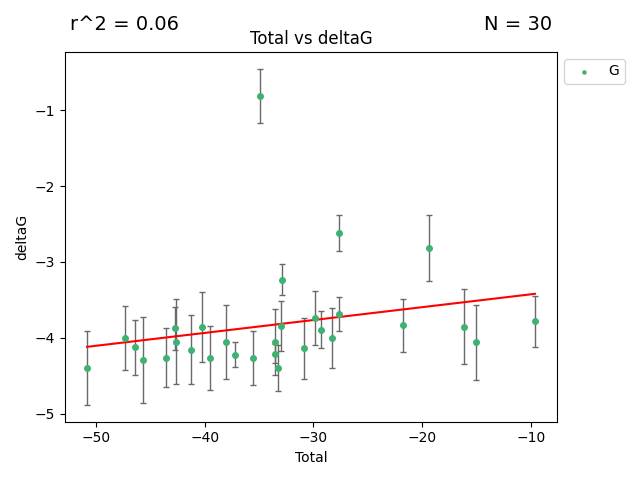 r^2 = 0.06
N = 30
Total vs deltaG
G
−1
−2
−3
−4
−5
deltaG
−50
−40
−30
−20
−10
Total